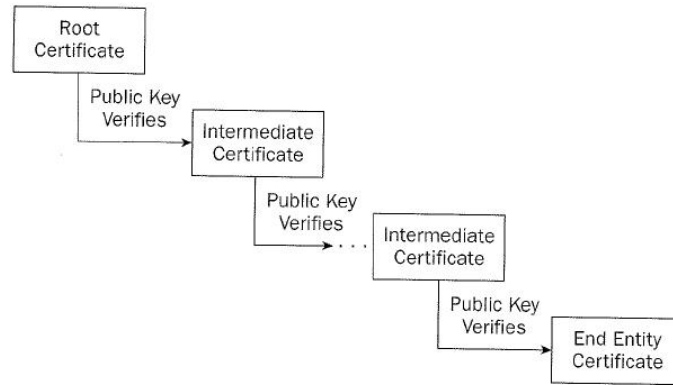 Root
Certificate
Public Key
Verifies
Intermediate
Certificate
Public Key
Verifies
. . .
Intermediate
Certificate
Public Key
Verifies
End Entity
Certificate